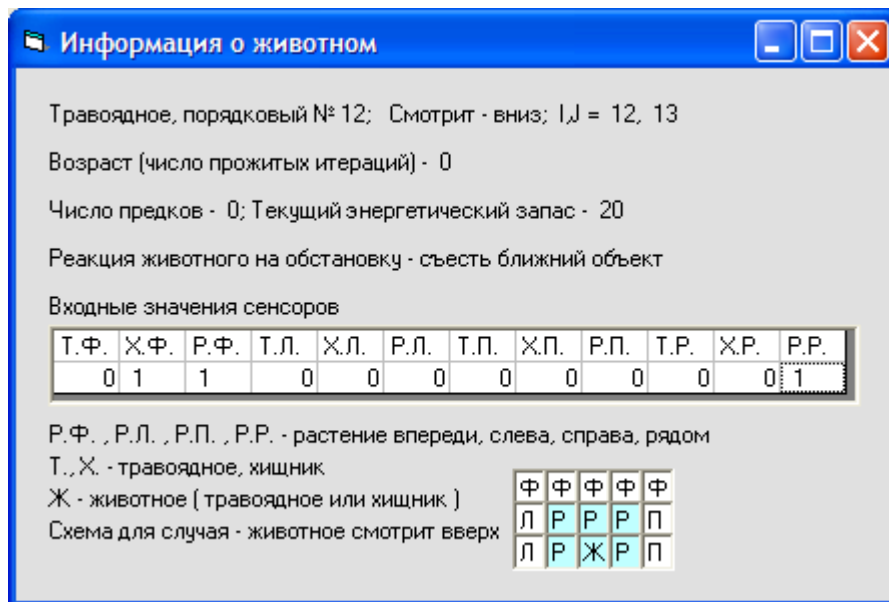 Информация о животном
Травоядное, порядковый № 12; Смотрит - вниз; I,J = 12, 13
Возраст (число прожитых итераций) - 0
Число предков - 0; Текущий энергетический запас - 20
Реакция животного на обстановку - съесть ближний объект
Входные значения сенсоров
Т.Ф. Х.Ф. Р.Ф. Т.Л. Х.Л. Р.Л. Т.П. Х.П. Р.П. Т.Р. Х.Р. Р.Р.
0 1 1 0 0 0 0 0 0 0 0 1
Р.Ф. , Р.Л. , Р.П. , Р.Р. - растение впереди, слева, справа, рядом
Т., Х. - травоядное, хищник
Ж - животное ( травоядное или хищник )
Схема для случая - животное смотрит вверх
Ф Ф Ф Ф Ф
Л Р Р Р П
Л Р Ж Р П